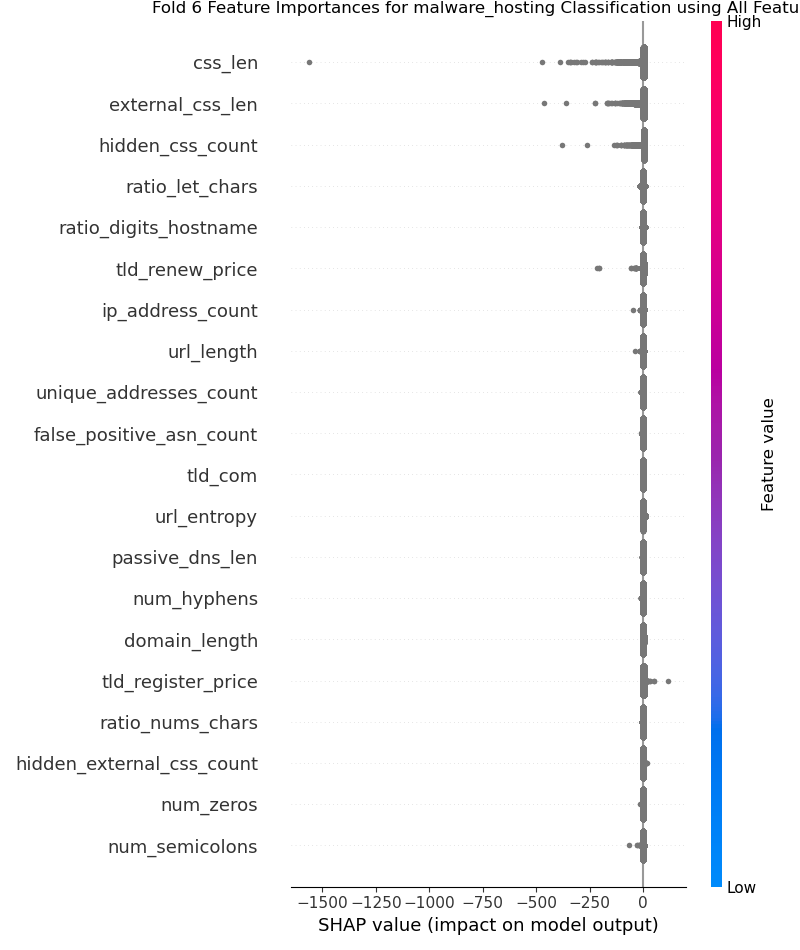 Fold 6 Feature Importances for malware_hosting Classification using All Featu
High
css_len
external_css_len
hidden_css_count
ratio_let_chars
ratio_digits_hostname
tld_renew_price
ip_address_count
url_length
unique_addresses_count
false_positive_asn_count
tld_com
url_entropy
passive_dns_len
num_hyphens
domain_length
tld_register_price
ratio_nums_chars
hidden_external_css_count
num_zeros
num_semicolons
Feature value
Low
−1500 −1250 −1000 −750 −500 −250 0
SHAP value (impact on model output)